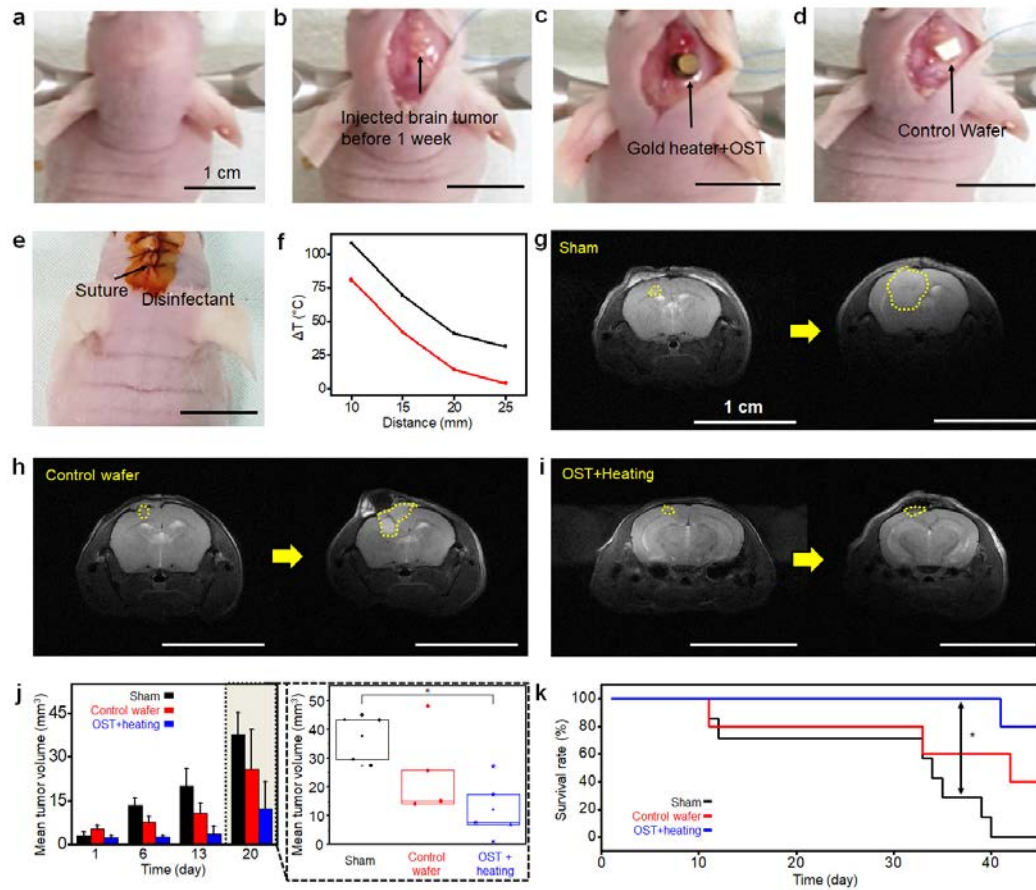 a
1 cm
b
Injected brain tumor
before 1 week
c
Gold heater+OST
d
Control Wafer
e
Suture
Disinfectant
f
ΔT (°C)
100
75
50
25
0
10 15 20 25
Distance (mm)
g
Sham
1 cm
h
Control wafer
i
OST+Heating
j
Mean tumor volume (mm³)
45
30
15
0
Sham
Control wafer
OST+heating
1 6 13 20
Time (day)
Mean tumor volume (mm³)
50
40
30
20
10
0
*
Sham
Control
wafer
OST +
heating
k
Survival rate (%)
100
80
60
40
20
0
*
Sham
Control wafer
OST+heating
0 10 20 30 40
Time (day)